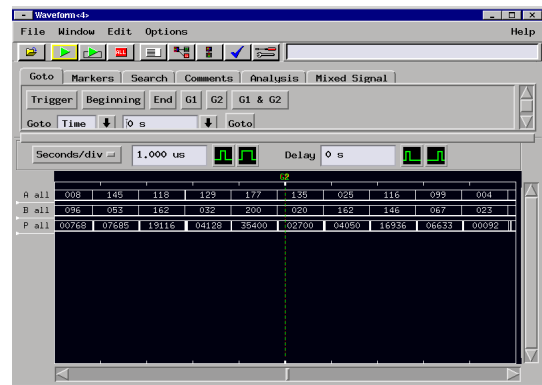 Waveform<4>
File Window Edit Options Help
ALL
Goto Markers Search Comments Analysis Mixed Signal
Trigger Beginning End G1 G2 G1 & G2
Goto Time 0 s Goto
Seconds/div 1.000 us Delay 0 s
G2
A all 008 145 118 129 177 135 025 116 099 004
B all 096 053 162 032 200 020 162 146 067 023
P all 00768 07685 19116 04128 35400 02700 04050 16936 06633 00092